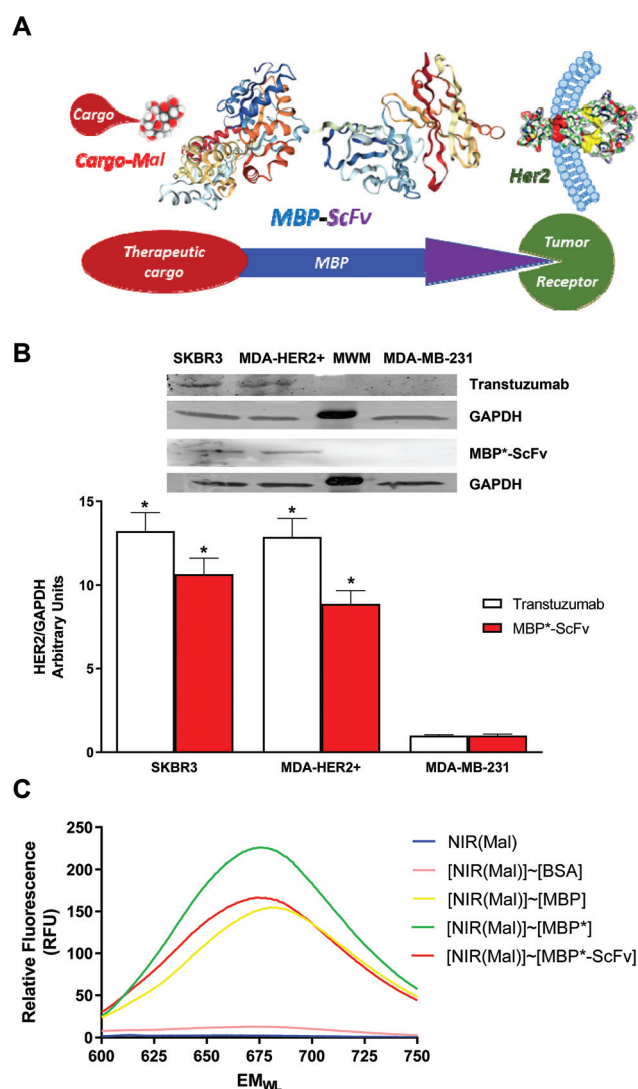 A
Cargo
Cargo-Mal
MBP-ScFv
Her2
Therapeutic
cargo
MBP
Tumor
Receptor
B
SKBR3 MDA-HER2+ MWM MDA-MB-231
Transtuzumab
GAPDH
MBP*-ScFv
GAPDH
HER2/GAPDH
Arbitrary Units
15
10
5
0
* * * *
SKBR3 MDA-HER2+ MDA-MB-231
Transtuzumab
MBP*-ScFv
C
Relative Fluorescence
(RFU)
250
200
150
100
50
0
600 625 650 675 700 725 750
EMWL
NIR(Mal)
[NIR(Mal)]~[BSA]
[NIR(Mal)]~[MBP]
[NIR(Mal)]~[MBP*]
[NIR(Mal)]~[MBP*-ScFv]